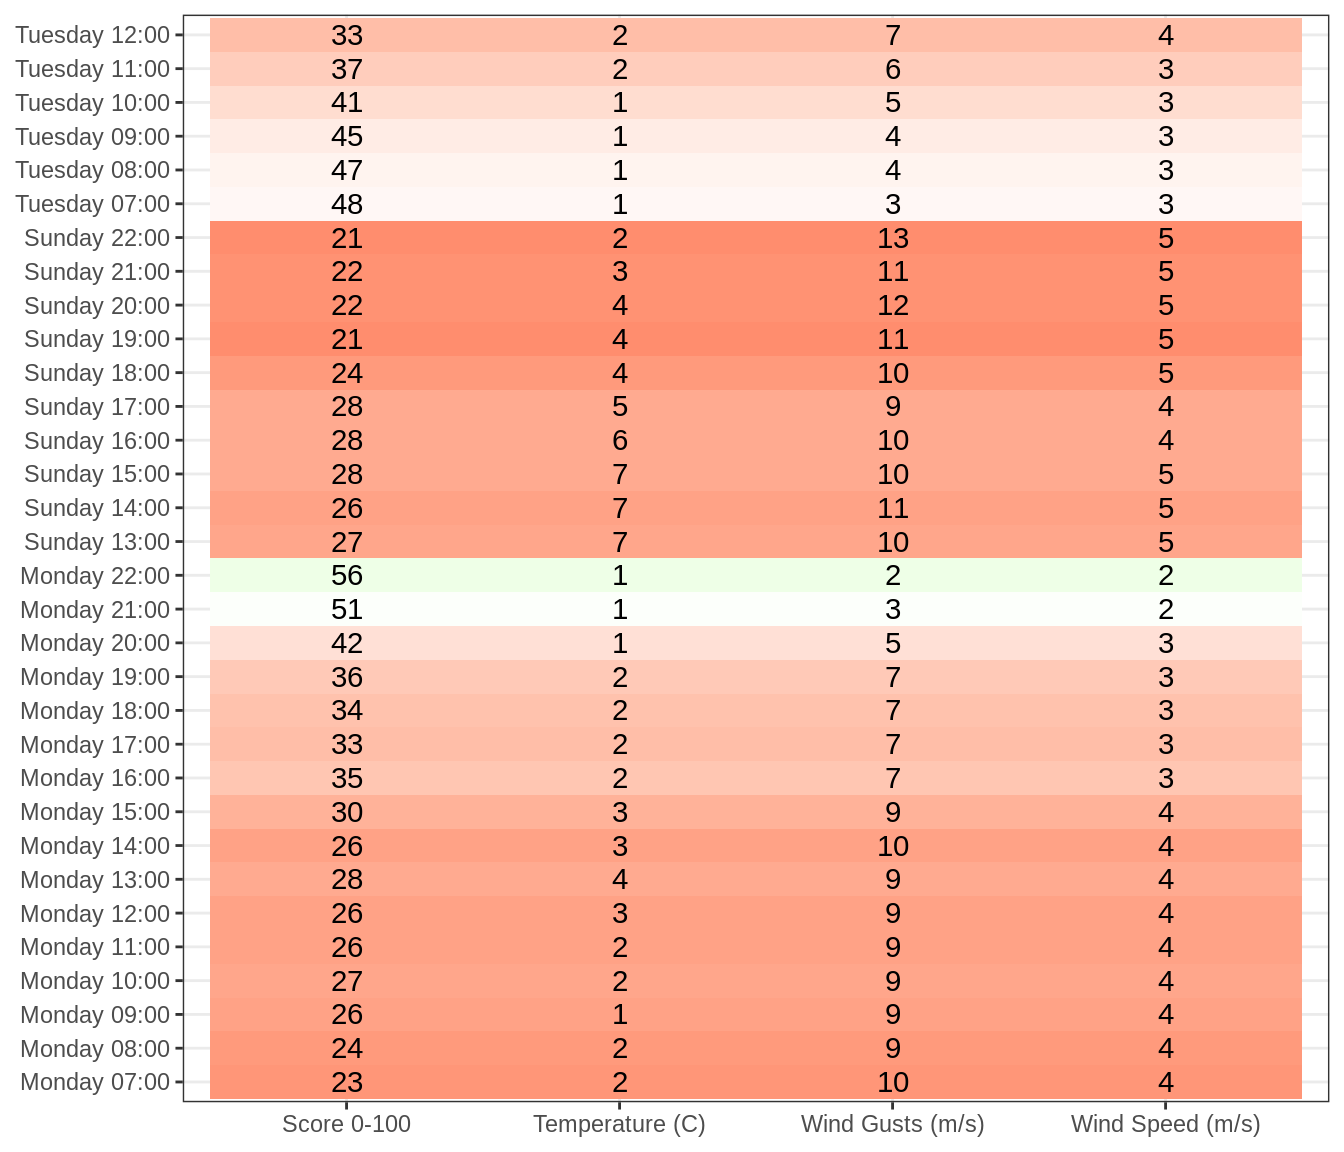 Tuesday 12:00 33 2 7 4
Tuesday 11:00 37 2 6 3
Tuesday 10:00 41 1 5 3
Tuesday 09:00 45 1 4 3
Tuesday 08:00 47 1 4 3
Tuesday 07:00 48 1 3 3
Sunday 22:00 21 2 13 5
Sunday 21:00 22 3 11 5
Sunday 20:00 22 4 12 5
Sunday 19:00 21 4 11 5
Sunday 18:00 24 4 10 5
Sunday 17:00 28 5 9 4
Sunday 16:00 28 6 10 4
Sunday 15:00 28 7 10 5
Sunday 14:00 26 7 11 5
Sunday 13:00 27 7 10 5
Monday 22:00 56 1 2 2
Monday 21:00 51 1 3 2
Monday 20:00 42 1 5 3
Monday 19:00 36 2 7 3
Monday 18:00 34 2 7 3
Monday 17:00 33 2 7 3
Monday 16:00 35 2 7 3
Monday 15:00 30 3 9 4
Monday 14:00 26 3 10 4
Monday 13:00 28 4 9 4
Monday 12:00 26 3 9 4
Monday 11:00 26 2 9 4
Monday 10:00 27 2 9 4
Monday 09:00 26 1 9 4
Monday 08:00 24 2 9 4
Monday 07:00 23 2 10 4
Score 0-100 Temperature (C) Wind Gusts (m/s) Wind Speed (m/s)